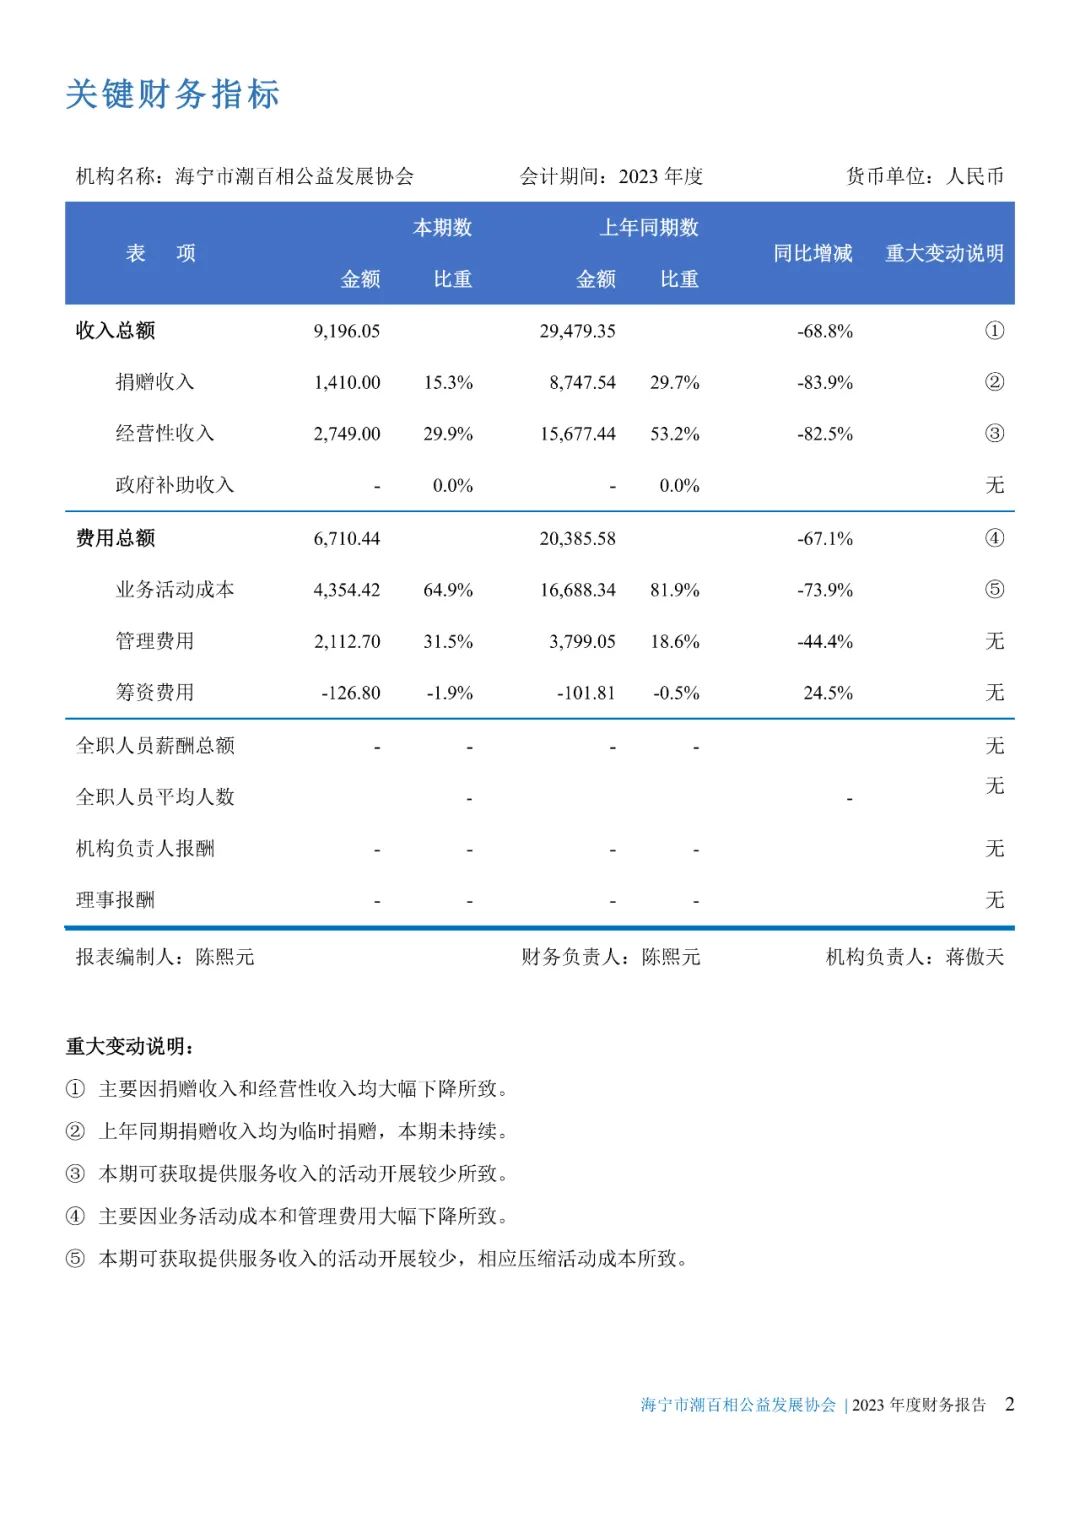 关键财务指标
机构名称：海宁市潮百相公益发展协会 会计期间：2023 年度 货币单位：人民币
本期数 上年同期数
表 项 同比增减 重大变动说明
金额 比重 金额 比重
收入总额 9,196.05 29,479.35 -68.8% ①
捐赠收入 1,410.00 15.3% 8,747.54 29.7% -83.9% ②
经营性收入 2,749.00 29.9% 15,677.44 53.2% -82.5% ③
政府补助收入 - 0.0% - 0.0% 无
费用总额 6,710.44 20,385.58 -67.1% ④
业务活动成本 4,354.42 64.9% 16,688.34 81.9% -73.9% ⑤
管理费用 2,112.70 31.5% 3,799.05 18.6% -44.4% 无
筹资费用 -126.80 -1.9% -101.81 -0.5% 24.5% 无
全职人员薪酬总额 - - - - 无
全职人员平均人数 - - 无
机构负责人报酬 - - - - 无
理事报酬 - - - - 无
报表编制人：陈熙元 财务负责人：陈熙元 机构负责人：蒋傲天
重大变动说明：
① 主要因捐赠收入和经营性收入均大幅下降所致。
② 上年同期捐赠收入均为临时捐赠，本期未持续。
③ 本期可获取提供服务收入的活动开展较少所致。
④ 主要因业务活动成本和管理费用大幅下降所致。
⑤ 本期可获取提供服务收入的活动开展较少，相应压缩活动成本所致。
海宁市潮百相公益发展协会 | 2023 年度财务报告 2